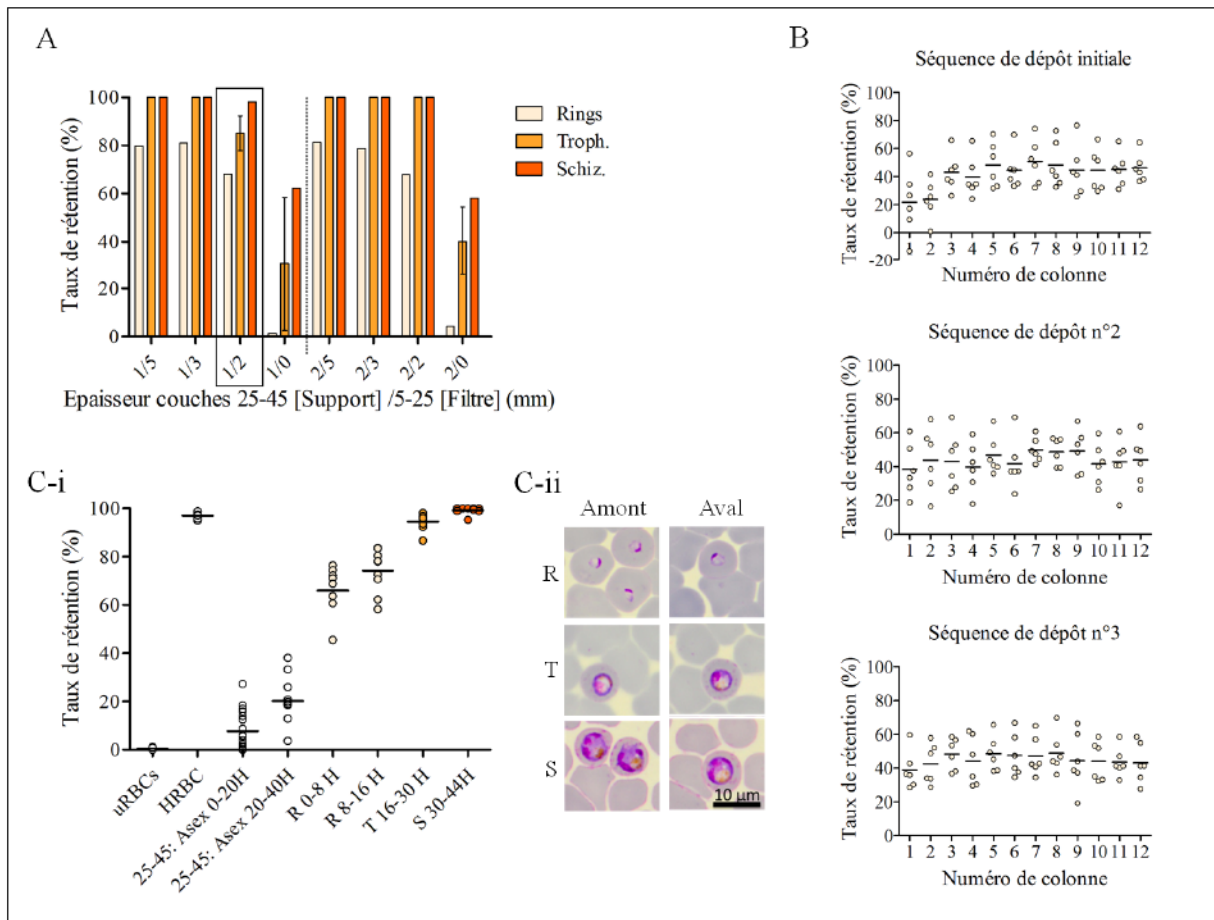 A
Taux de rétention (%)
100
80
60
40
20
0
1/5
1/3
1/2
1/0
2/5
2/3
2/2
2/0
Epaisseur couches 25-45 [Support] /5-25 [Filtre] (mm)
Rings
Troph.
Schiz.
B
Séquence de dépôt initiale
Taux de rétention (%)
100
80
60
40
20
0
-20
1 2 3 4 5 6 7 8 9 10 11 12
Numéro de colonne
Séquence de dépôt n°2
Taux de rétention (%)
100
80
60
40
20
0
1 2 3 4 5 6 7 8 9 10 11 12
Numéro de colonne
Séquence de dépôt n°3
Taux de rétention (%)
100
80
60
40
20
0
1 2 3 4 5 6 7 8 9 10 11 12
Numéro de colonne
C-i
Taux de rétention (%)
100
80
60
40
20
0
uRBCs
HRBC
25-45: Asex 0-20H
25-45: Asex 20-40H
R 0-8 H
R 8-16 H
T 16-30 H
S 30-44H
C-ii
Amont Aval
R
T
S
10 µm